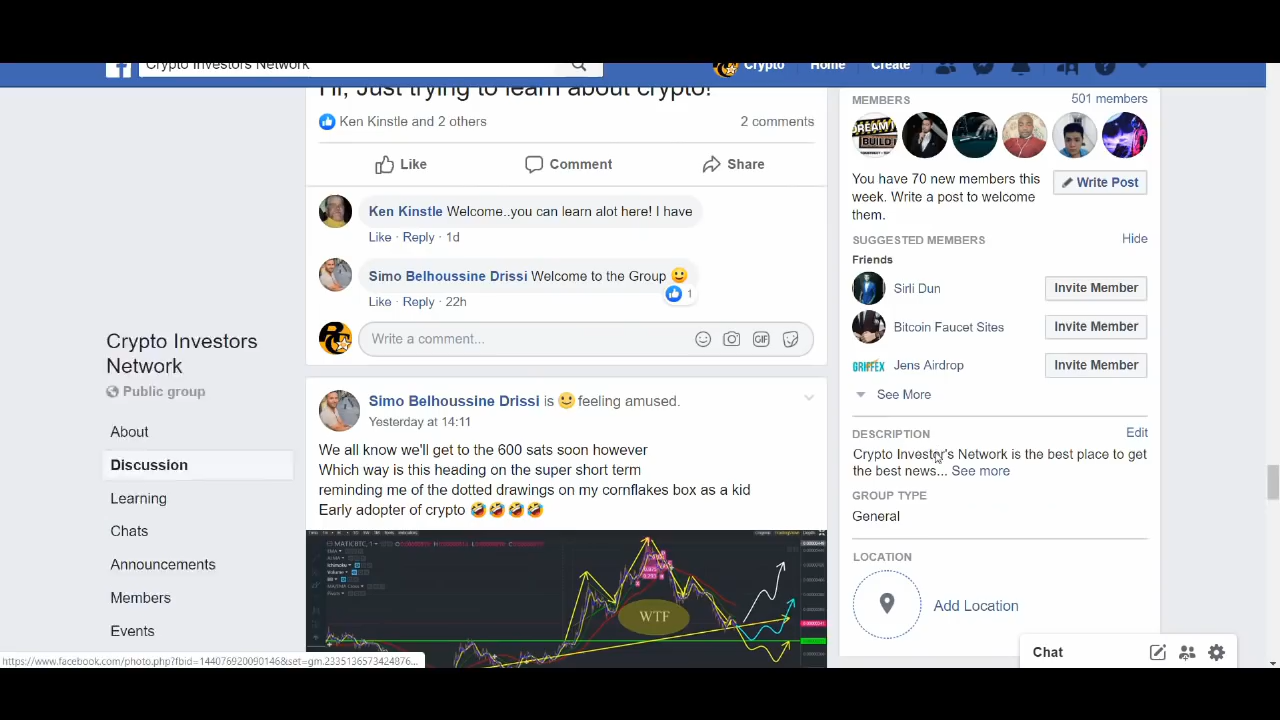 Crypto Investors Network
Crypto
Home
Create
Hi, Just trying to learn about crypto!
Ken Kinstle and 2 others
2 comments
Like
Comment
Share
Ken Kinstle Welcome..you can learn alot here! I have
Like · Reply · 1d
Simo Belhoussine Drissi Welcome to the Group
1
Like · Reply · 22h
Write a comment...
GIF
Crypto Investors
Network
Public group
About
Discussion
Learning
Chats
Announcements
Members
Events
Simo Belhoussine Drissi is feeling amused.
Yesterday at 14:11
We all know we'll get to the 600 sats soon however
Which way is this heading on the super short term
reminding me of the dotted drawings on my cornflakes box as a kid
Early adopter of crypto
WTF
MEMBERS
501 members
DREAM
BUILD
You have 70 new members this
week. Write a post to welcome
them.
Write Post
SUGGESTED MEMBERS
Hide
Friends
Sirli Dun
Invite Member
Bitcoin Faucet Sites
Invite Member
GRIFFEX
Jens Airdrop
Invite Member
See More
DESCRIPTION
Edit
Crypto Investor's Network is the best place to get
the best news... See more
GROUP TYPE
General
LOCATION
Add Location
Chat
https://www.facebook.com/photo.php?fbid=144076920090146&set=gm.2335136573424876...